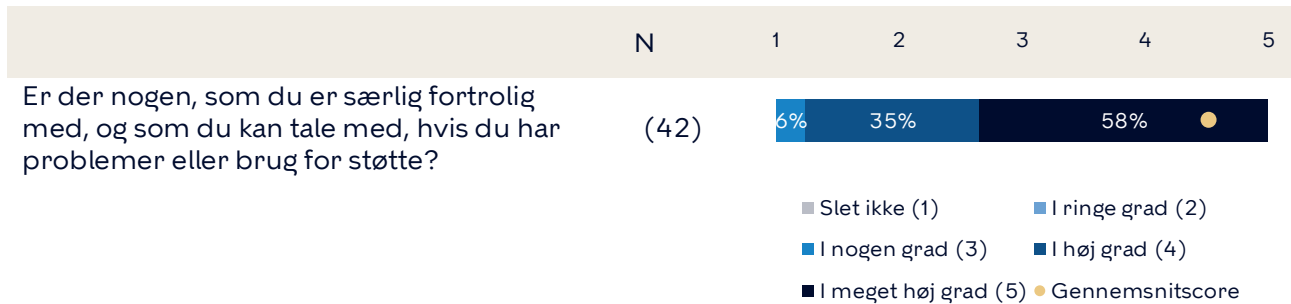 N 1 2 3 4 5
Er der nogen, som du er særlig fortrolig
med, og som du kan tale med, hvis du har
problemer eller brug for støtte?
(42)
6% 35% 58%
Slet ikke (1) I ringe grad (2)
I nogen grad (3) I høj grad (4)
I meget høj grad (5) Gennemsnitscore